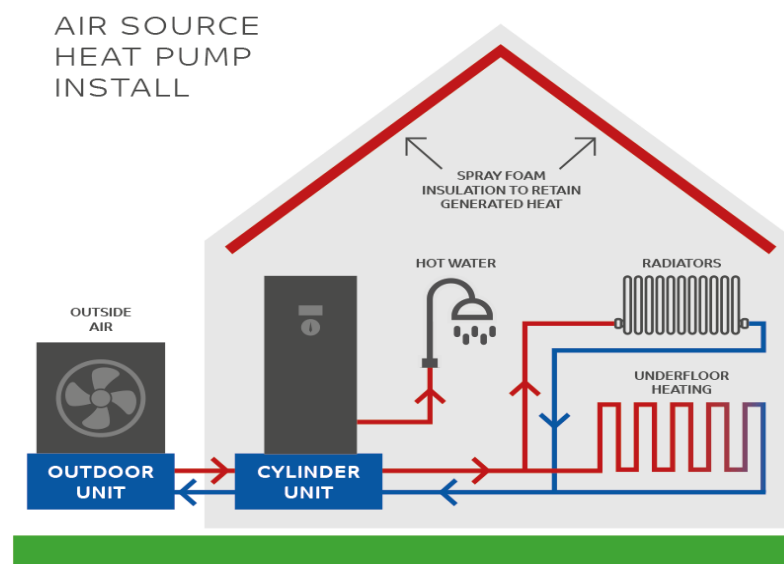 AIR SOURCE
HEAT PUMP
INSTALL
SPRAY FOAM
INSULATION TO RETAIN
GENERATED HEAT
HOT WATER
RADIATORS
OUTSIDE
AIR
UNDERFLOOR
HEATING
OUTDOOR
UNIT
CYLINDER
UNIT